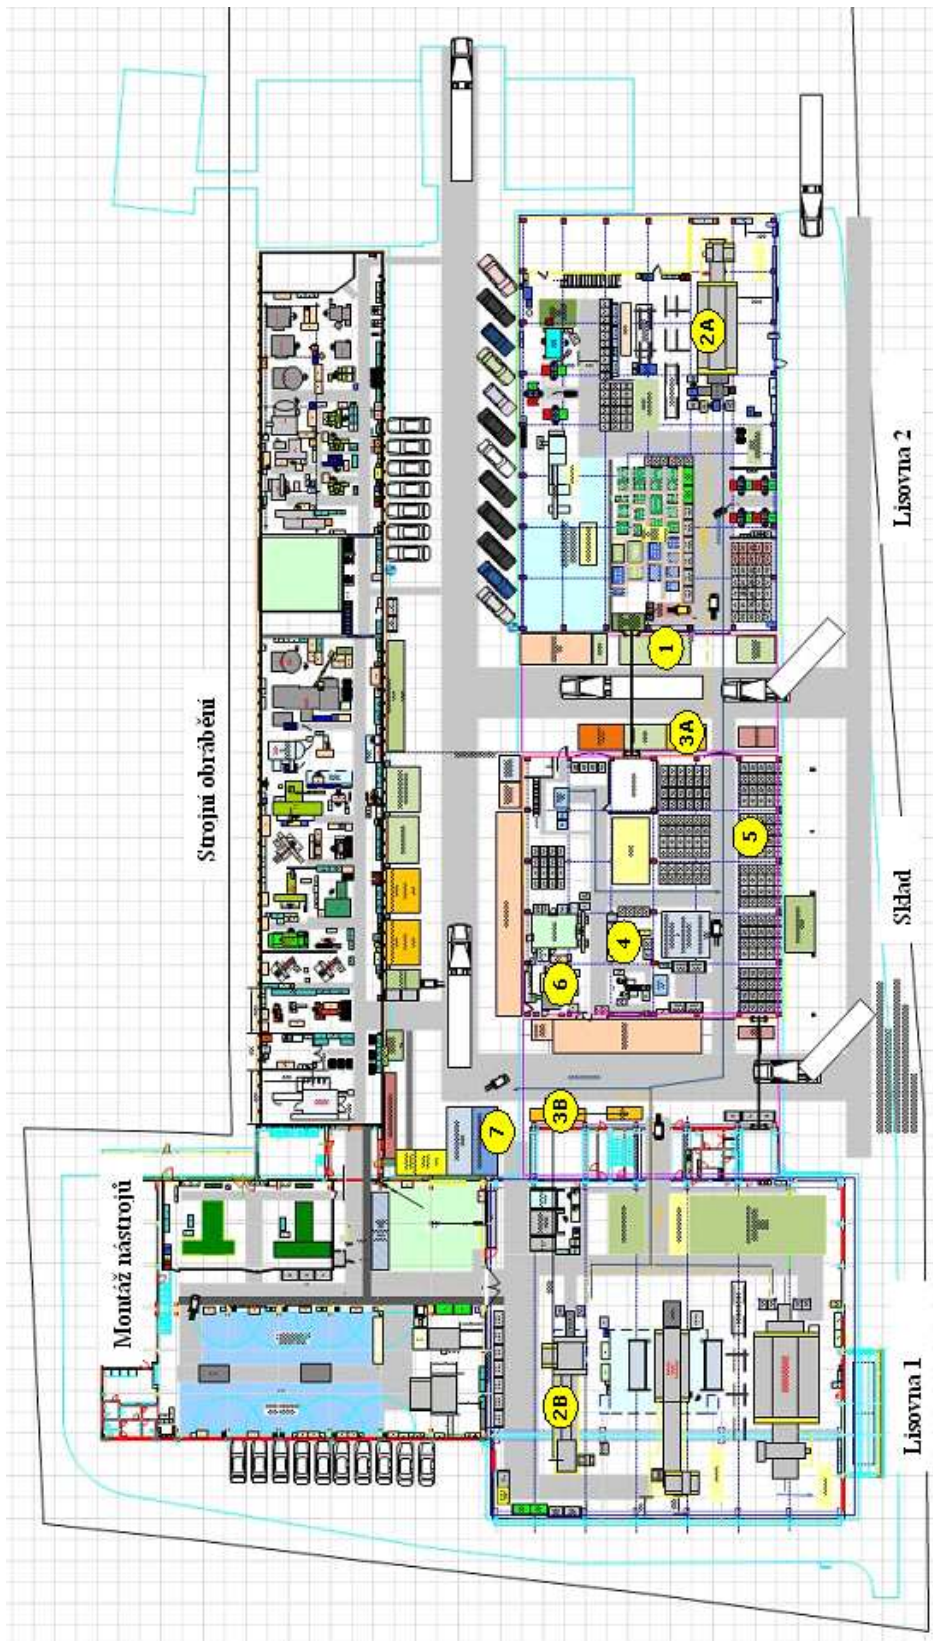 Strojní obrábění
Montáž nástrojů
Lisovna 2
Sklad
Lisovna 1
2A
1
3A
5
4
6
3B
7
2B